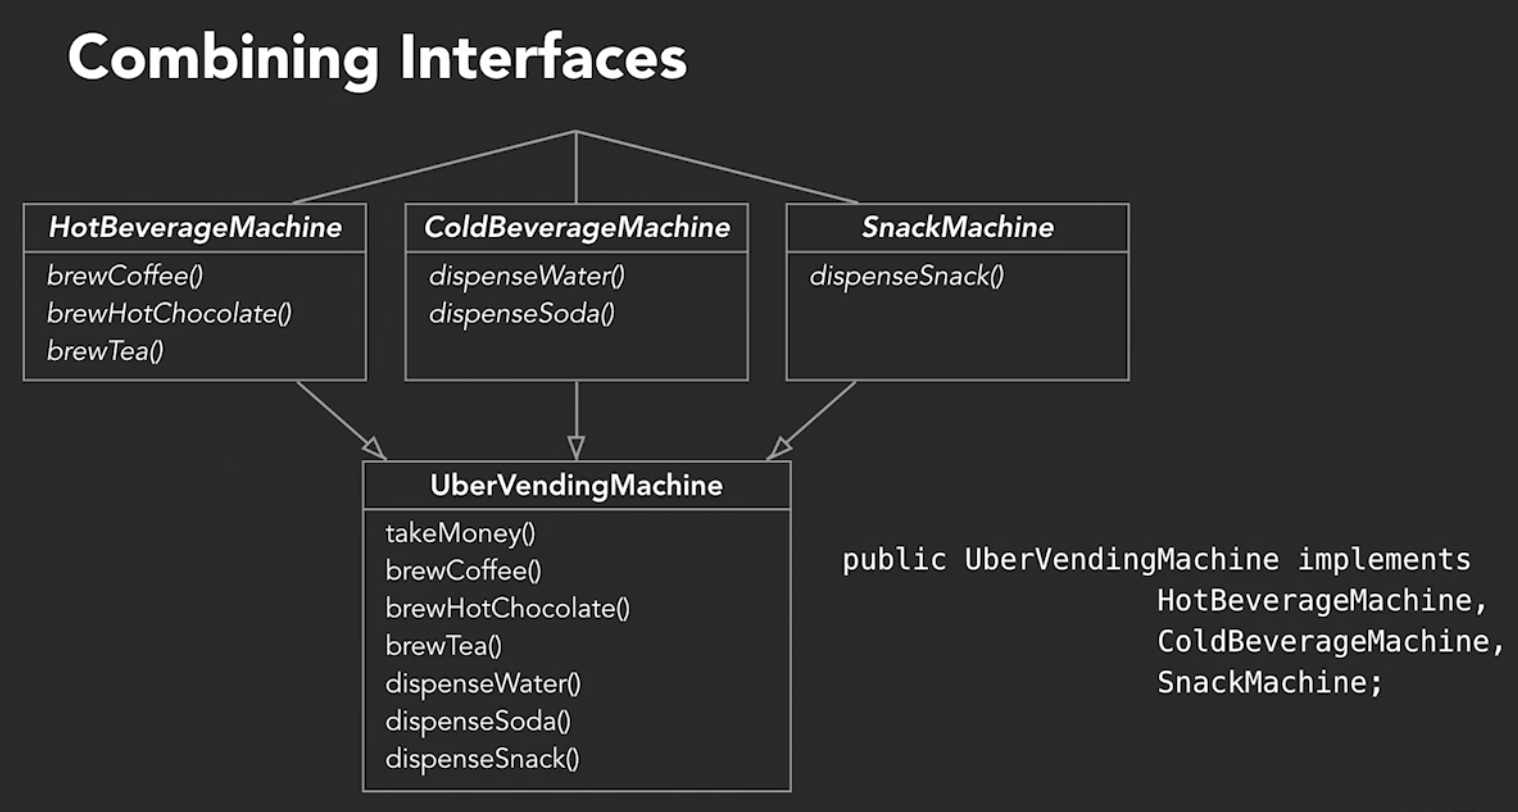 Combining Interfaces
HotBeverageMachine
brewCoffee()
brewHotChocolate()
brewTea()
ColdBeverageMachine
dispenseWater()
dispenseSoda()
SnackMachine
dispenseSnack()
UberVendingMachine
takeMoney()
brewCoffee()
brewHotChocolate()
brewTea()
dispenseWater()
dispenseSoda()
dispenseSnack()
public UberVendingMachine implements
HotBeverageMachine,
ColdBeverageMachine,
SnackMachine;